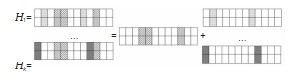 H₁=
...
=
+
...
Hₖ=